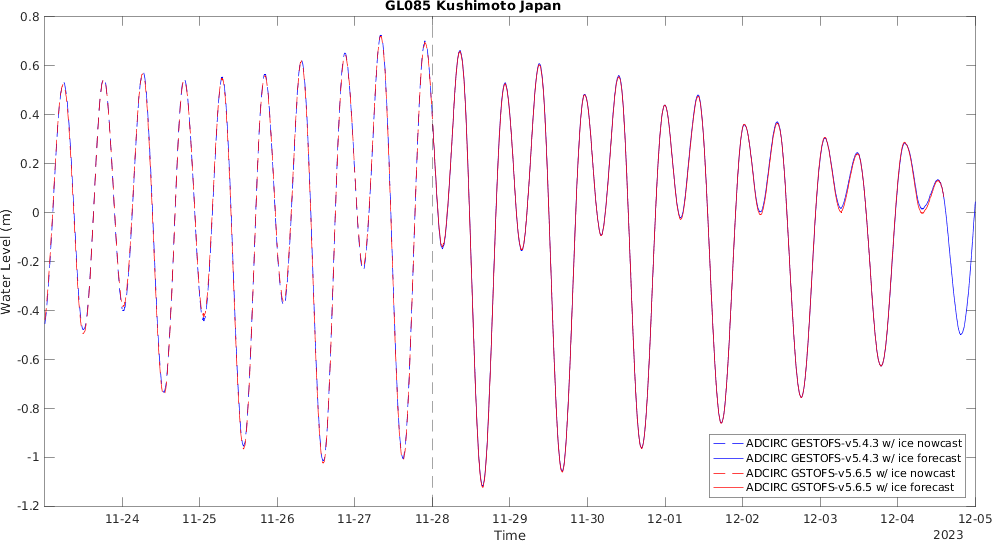 GL085 Kushimoto Japan
0.8
0.6
0.4
0.2
0
-0.2
-0.4
-0.6
-0.8
-1
-1.2
Water Level (m)
ADCIRC GESTOFS-v5.4.3 w/ ice nowcast
ADCIRC GESTOFS-v5.4.3 w/ ice forecast
ADCIRC GSTOFS-v5.6.5 w/ ice nowcast
ADCIRC GSTOFS-v5.6.5 w/ ice forecast
11-24 11-25 11-26 11-27 11-28 11-29 11-30 12-01 12-02 12-03 12-04 12-05
Time
2023